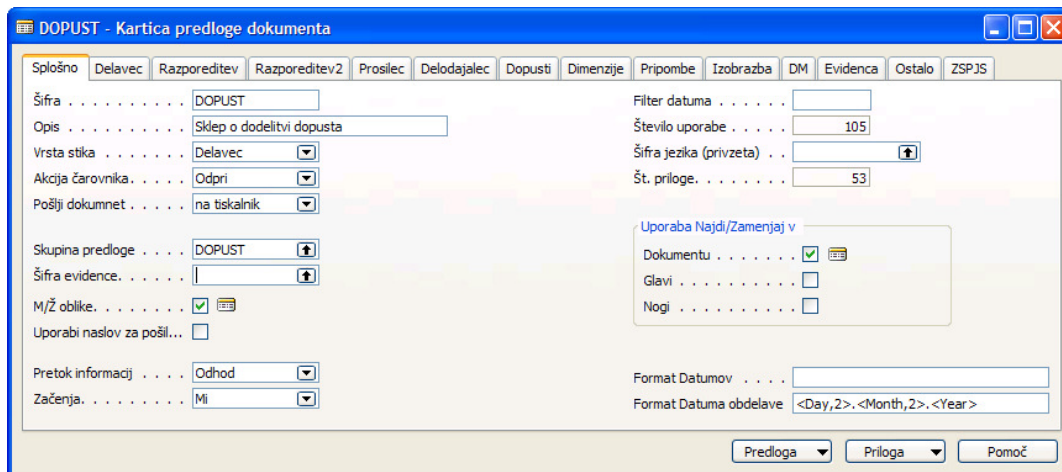 DOPUST - Kartica predloge dokumenta
Splošno Delavec Razporeditev Razporeditev2 Prosilec Delodajalec Dopusti Dimenzije Pripombe Izobrazba DM Evidenca Ostalo ZSPJS
Šifra . . . . . . . . . . DOPUST
Opis . . . . . . . . . . Sklep o dodelitvi dopusta
Vrsta stika . . . . . . . Delavec
Akcija čarovnika. . . . . Odpri
Pošlji dokumnet . . . . . na tiskalnik
Skupina predloge . . . . DOPUST
Šifra evidence. . . . . .
M/Ž oblike. . . . . . . .
Uporabi naslov za pošil...
Pretok informacij . . . . Odhod
Začenja. . . . . . . . . Mi
Filter datuma . . . . . .
Število uporabe . . . . . 105
Šifra jezika (privzeta) . .
Št. priloge. . . . . . . . 53
Uporaba Najdi/Zamenjaj v
Dokumentu . . . . . . .
Glavi . . . . . . . . . .
Nogi . . . . . . . . . .
Format Datumov . . . .
Format Datuma obdelave <Day,2>.<Month,2>.<Year>
Predloga Priloga Pomoč